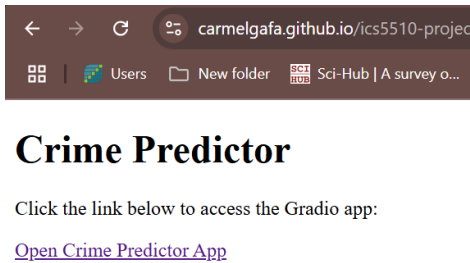 carmelgafa.github.io/ics5510-projec
Users New folder SCI HUB Sci-Hub | A survey o...
Crime Predictor
Click the link below to access the Gradio app:
Open Crime Predictor App